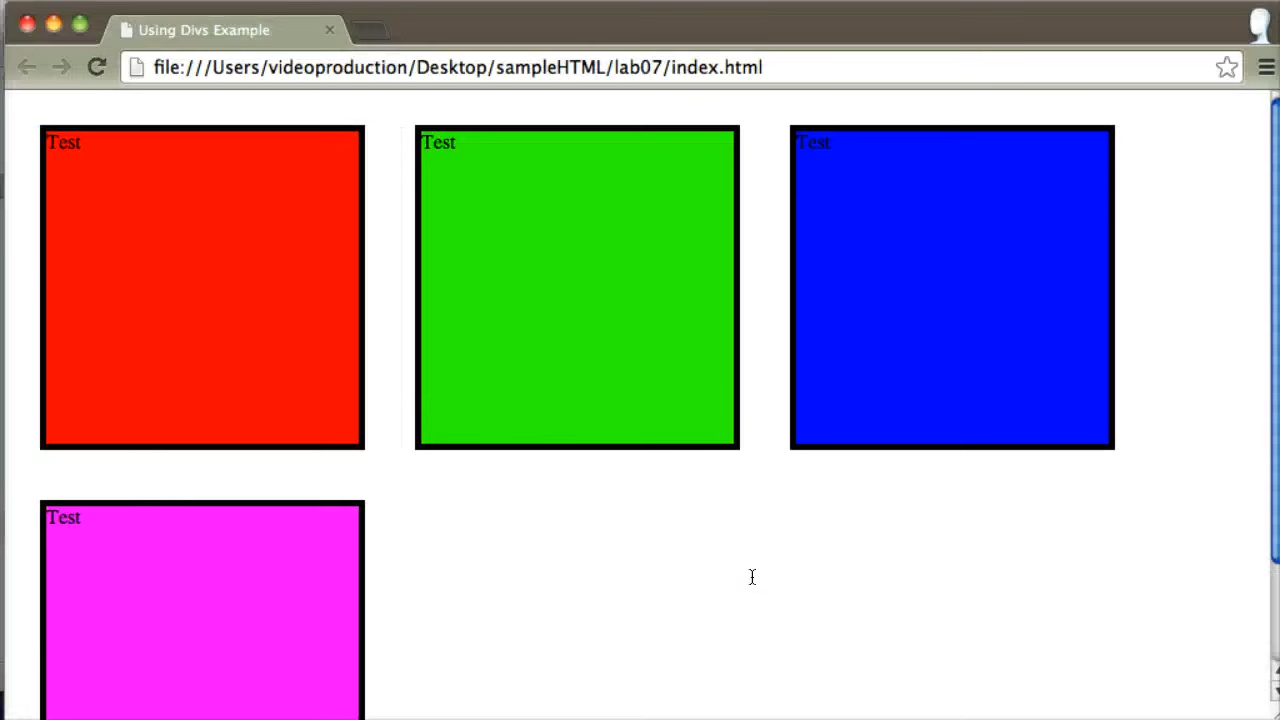 Using Divs Example
file:///Users/videoproduction/Desktop/sampleHTML/lab07/index.html
Test
Test
Test
Test